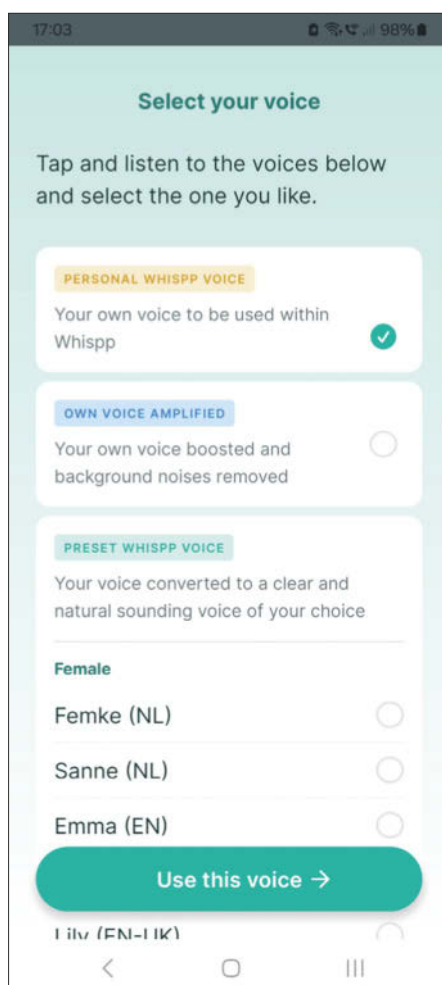 17:03
98%
Select your voice
Tap and listen to the voices below
and select the one you like.
PERSONAL WHISPP VOICE
Your own voice to be used within
Whispp
OWN VOICE AMPLIFIED
Your own voice boosted and
background noises removed
PRESET WHISPP VOICE
Your voice converted to a clear and
natural sounding voice of your choice
Female
Femke (NL)
Sanne (NL)
Emma (EN)
Use this voice →
Lily (EN-UK)